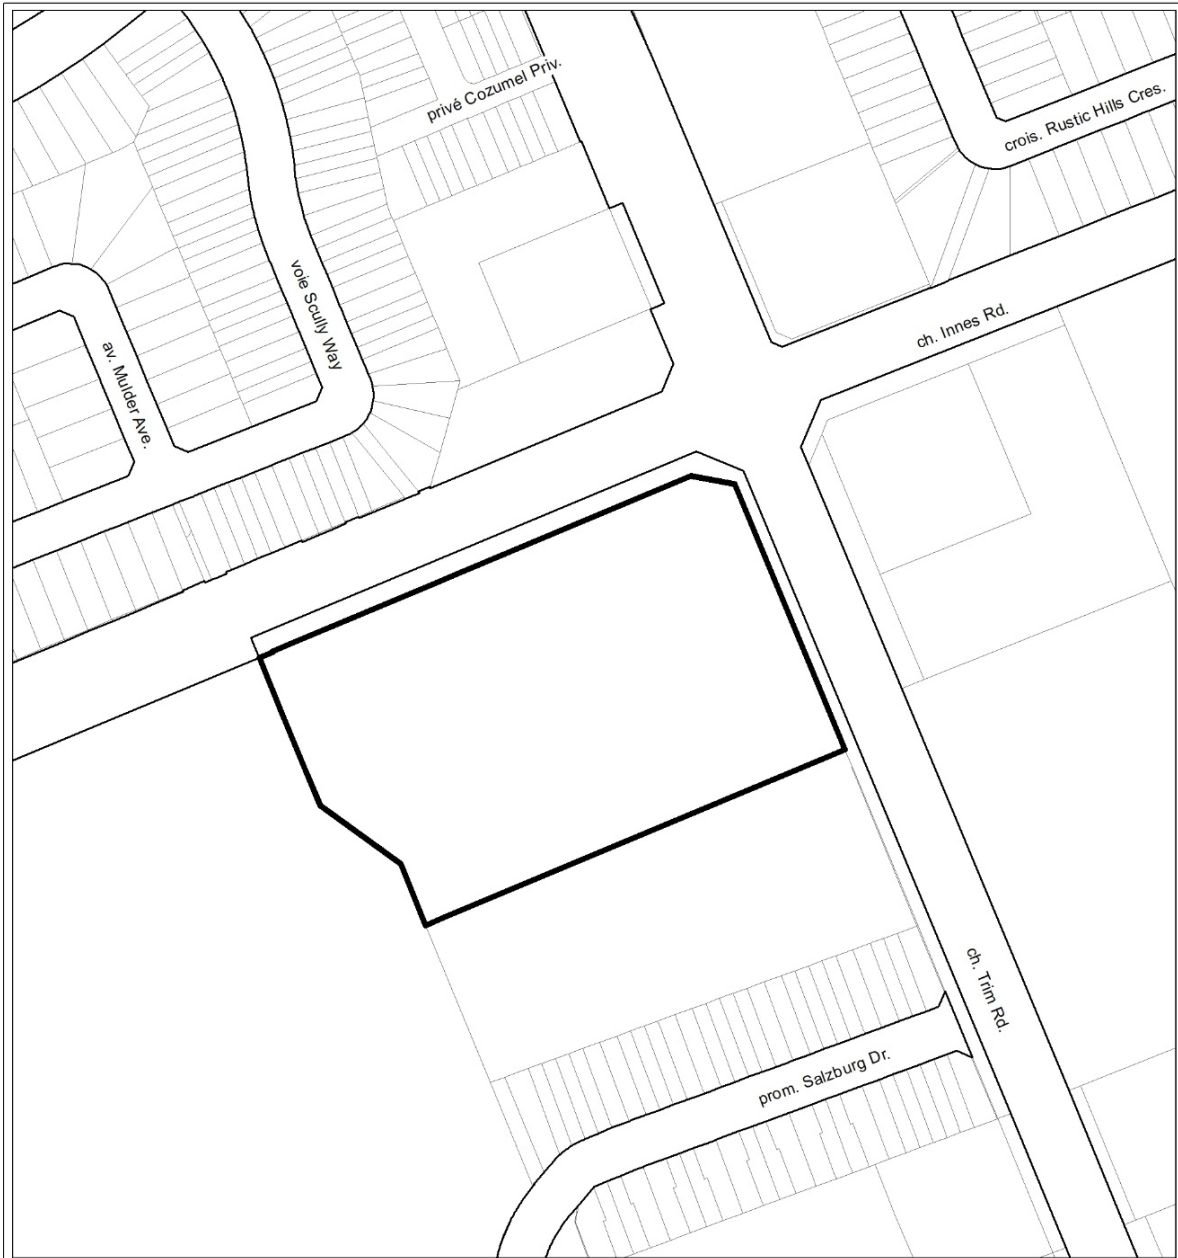 privé Cozumel Priv.
crois. Rustic Hills Cres.
voie Scully Way
ch. Innes Rd.
av. Mulder Ave.
ch. Trim Rd.
prom. Salzburg Dr.